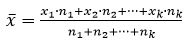 x̄ = (x₁·n₁+x₂·n₂+⋯+xₖ·nₖ)/(n₁+n₂+⋯+nₖ)